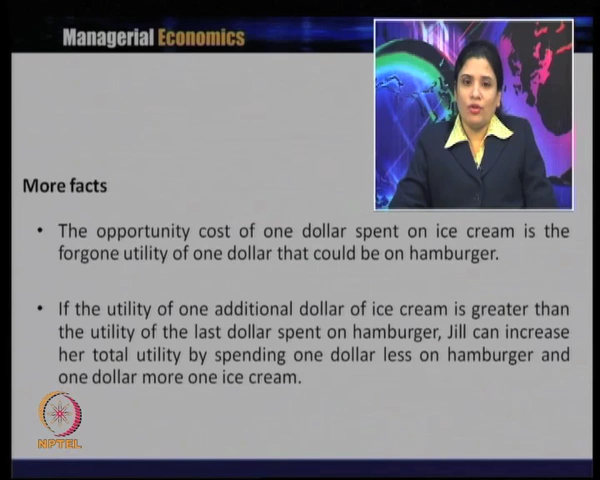 Managerial Economics
More facts
• The opportunity cost of one dollar spent on ice cream is the
forgone utility of one dollar that could be on hamburger.
• If the utility of one additional dollar of ice cream is greater than
the utility of the last dollar spent on hamburger, Jill can increase
her total utility by spending one dollar less on hamburger and
one dollar more one ice cream.
NPTEL